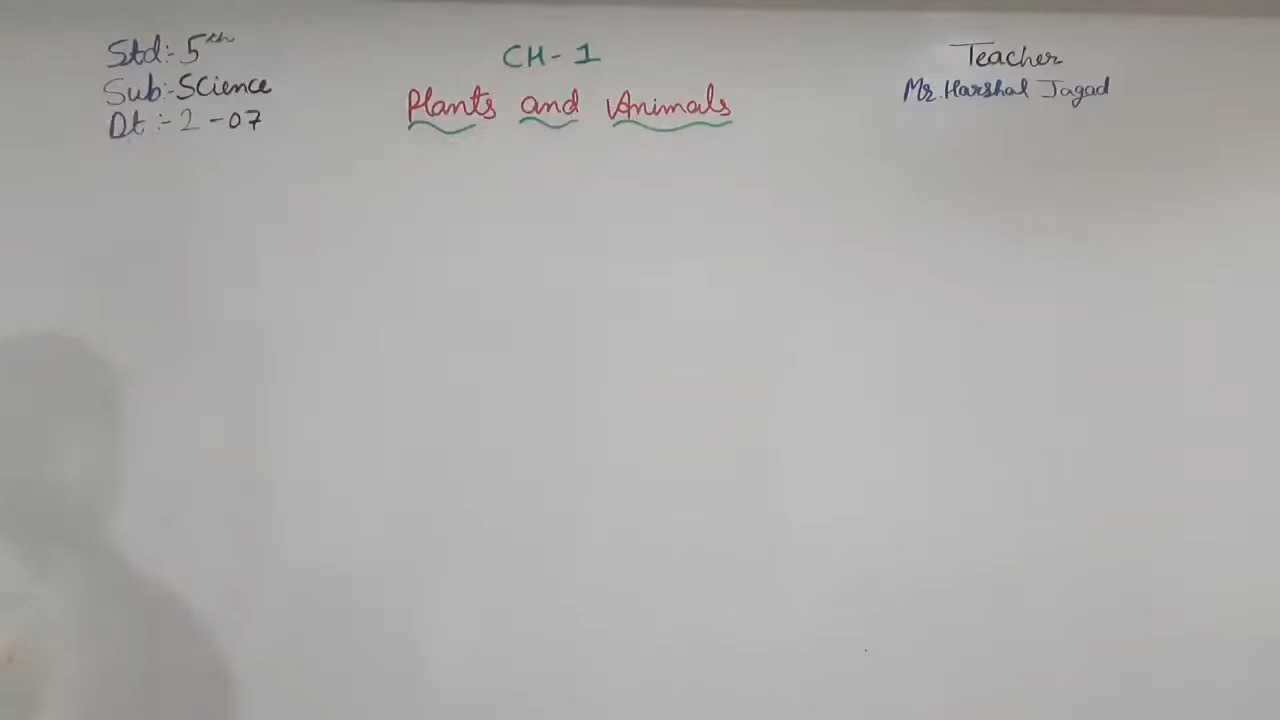 Std:- 5th
Sub:- Science
Dt :- 2 - 07
CH - 1
Plants and Animals
Teacher
Mr. Harshal Jagad